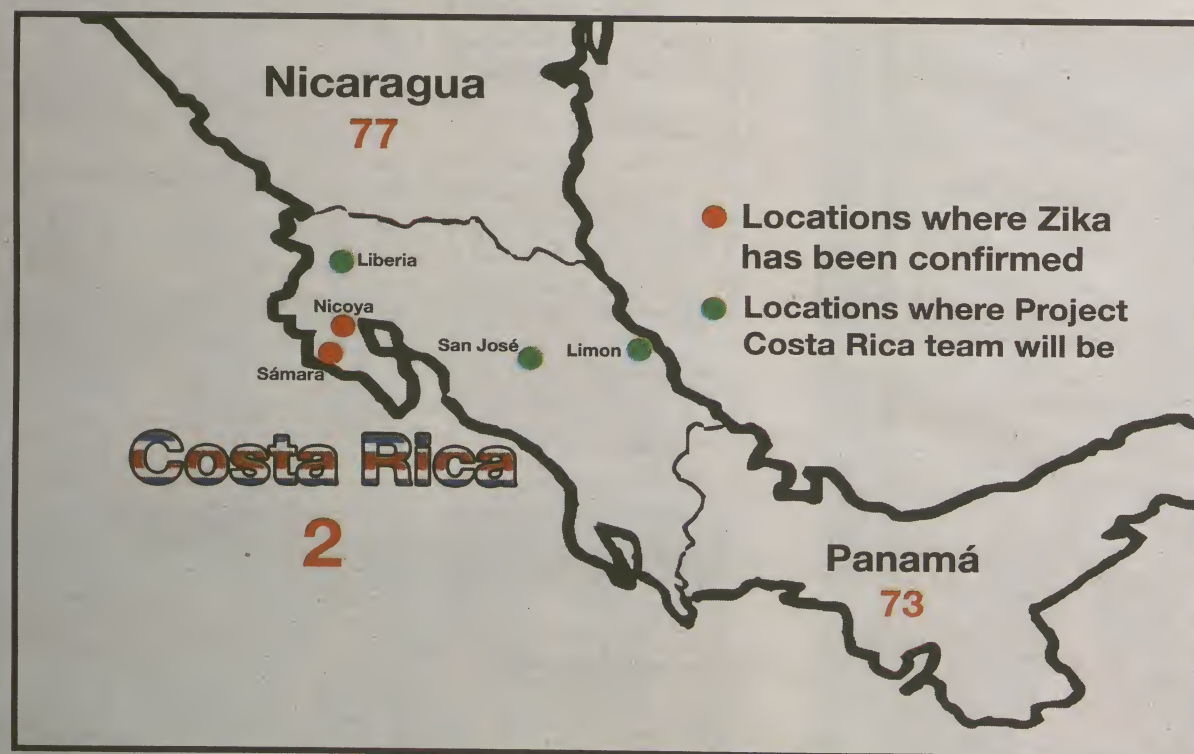 Nicaragua
77
Locations where Zika
has been confirmed
Locations where Project
Costa Rica team will be
Liberia
Nicoya
San José
Limon
Sámara
Costa Rica
2
Panamá
73